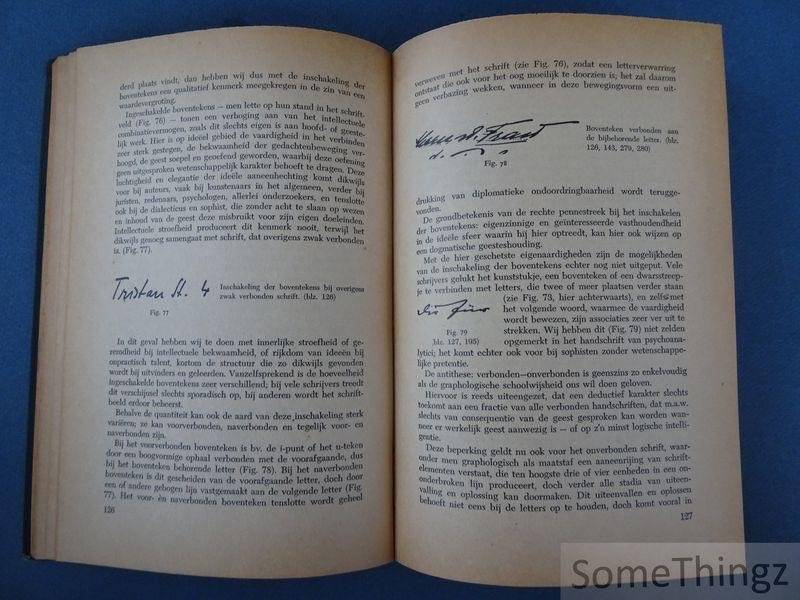 derd plaats vindt, dan hebben wij dus met de inschakeling der
boventekens een qualitatief kenmerk meegekregen in de zin van een
waardevergroting.
Ingeschakelde boventekens — men lette op hun stand in het schrift-
veld (Fig. 76) — tonen een verhoging aan van het intellectuele
combinatievermogen, zoals dit slechts eigen is aan hoofd- of geeste-
lijk werk. Hier is op ideëel gebied de vaardigheid in het verbinden
zeer sterk gestegen, de bekwaamheid der gedachtenbeweging ver-
hoogd, de geest soepel en geoefend geworden, waarbij deze oefening
geen uitgesproken wetenschappelijk karakter behoeft te dragen. Deze
luchtigheid en elegantie der ideële aaneenhechting komt dikwijls
voor bij auteurs, vaak bij kunstenaars in het algemeen, verder bij
juristen, redenaars, psychologen, allerlei onderzoekers, en tenslotte
ook bij de dialecticus en sophist, die zonder acht te slaan op wezen
en inhoud van de geest deze misbruikt voor zijn eigen doeleinden.
Intellectuele stroefheid produceert dit kenmerk nooit, terwijl het
dikwijls genoeg samengaat met schrift, dat overigens zwak verbonden
is. (Fig. 77).
Tristan St. 4
Inschakeling der boventekens bij overigens
zwak verbonden schrift. (blz. 126)
Fig. 77
In dit geval hebben wij te doen met innerlijke stroefheid of ge-
remdheid bij intellectuele bekwaamheid, of rijkdom van ideeën bij
onpractisch talent, kortom de structuur die zo dikwijls gevonden
wordt bij uitvinders en geleerden. Vanzelfsprekend is de hoeveelheid
ingeschakelde boventekens zeer verschillend; bij vele schrijvers treedt
dit verschijnsel slechts sporadisch op, bij anderen wordt het schrift-
beeld erdoor beheerst.
Behalve de quantiteit kan ook de aard van deze inschakeling sterk
variëren; ze kan voorverbonden, naverbonden en tegelijk voor- en
naverbonden zijn.
Bij het voorverbonden boventeken is bv. de i-punt of het u-teken
door een boogvormige ophaal verbonden met de voorafgaande, dus
bij het boventeken behorende letter (Fig. 78). Bij het naverbonden
boventeken is dit gescheiden van de voorafgaande letter, doch door
een of andere gebogen lijn vastgemaakt aan de volgende letter (Fig.
77). Het voor- èn naverbonden boventeken tenslotte wordt geheel
126
verweven met het schrift (zie Fig. 76), zodat een letterverwarring
ontstaat die ook voor het oog moeilijk te doorzien is; het zal daarom
geen verbazing wekken, wanneer in deze bewegingsvorm een uit-
Boventeken verbonden aan
de bijbehorende letter. (blz.
126, 143, 279, 280)
Fig. 78
drukking van diplomatieke ondoordringbaarheid wordt terugge-
vonden.
De grondbetekenis van de rechte pennestreek bij het inschakelen
der boventekens: eigenzinnige en geïnteresseerde vasthoudendheid
in de ideële sfeer waarin hij hier optreedt, kan hier ook wijzen op
een dogmatische geesteshouding.
Met de hier geschetste eigenaardigheden zijn de mogelijkheden
van de inschakeling der boventekens echter nog niet uitgeput. Vele
schrijvers gelukt het kunststukje, een boventeken of een dwarsstreep-
je te verbinden met letters, die twee of meer plaatsen verder staan
(zie Fig. 73, hier achterwaarts), en zelfs met
het volgende woord, waarmee de vaardigheid
wordt bewezen, zijn associaties zeer ver uit te
strekken. Wij hebben dit (Fig. 79) niet zelden
opgemerkt in het handschrift van psychoana-
die für
Fig. 79
(blz. 127, 195)
lytici; het komt echter ook voor bij sophisten zonder wetenschappe-
lijke pretentie.
De antithese: verbonden—onverbonden is geenszins zo enkelvoudig
als de graphologische schoolwijsheid ons wil doen geloven.
Hiervoor is reeds uiteengezet, dat een deductief karakter slechts
toekomt aan een fractie van alle verbonden handschriften, dat m.a.w.
slechts van consequentie van de geest gesproken kan worden wan-
neer er werkelijk geest aanwezig is — of op z'n minst logische intelli-
gentie.
Deze beperking geldt nu ook voor het onverbonden schrift, waar-
onder men graphologisch als maatstaf een aaneenrijing van schrift-
elementen verstaat, die ten hoogste drie of vier eenheden in een on-
onderbroken lijn produceert, doch verder alle stadia van uiteen-
valling en oplossing kan doormaken. Dit uiteenvallen en oplossen
behoeft niet eens bij de letters op te houden, doch komt vooral in
127
SomeThingz